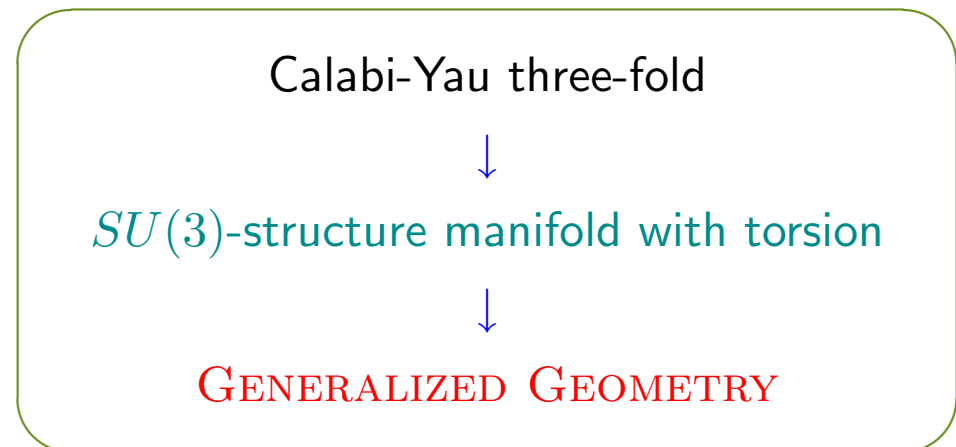 Calabi-Yau three-fold
↓
SU(3)-structure manifold with torsion
↓
GENERALIZED GEOMETRY